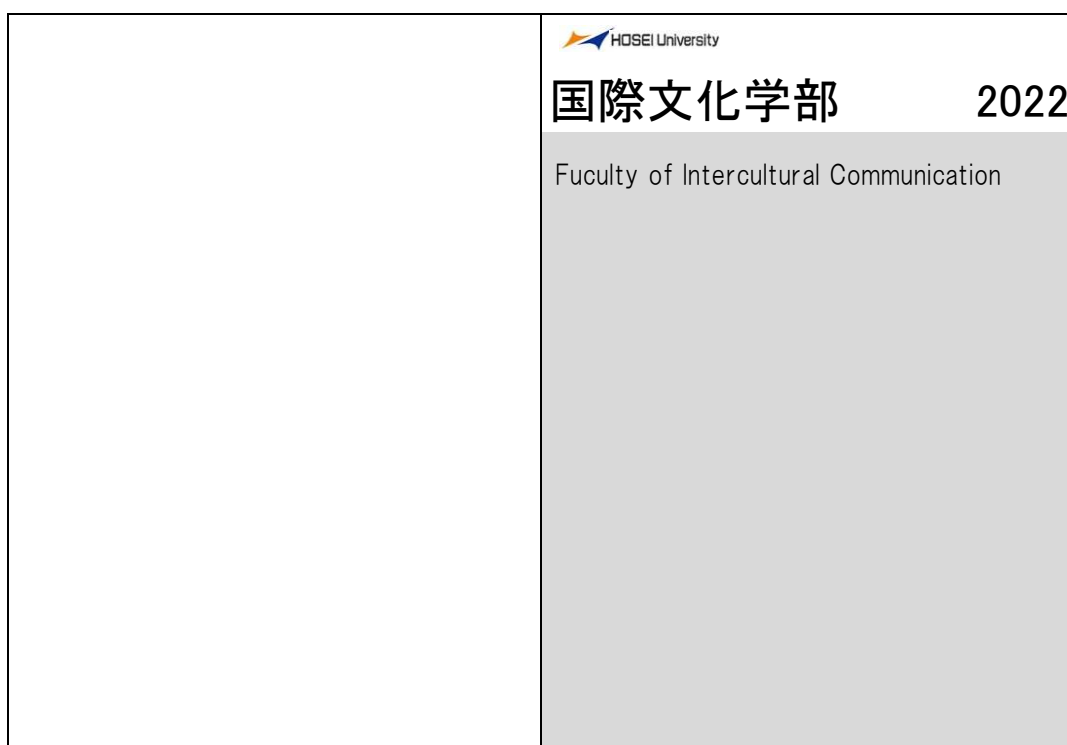 HOSEI University
国際文化学部 2022
Fuculty of Intercultural Communication